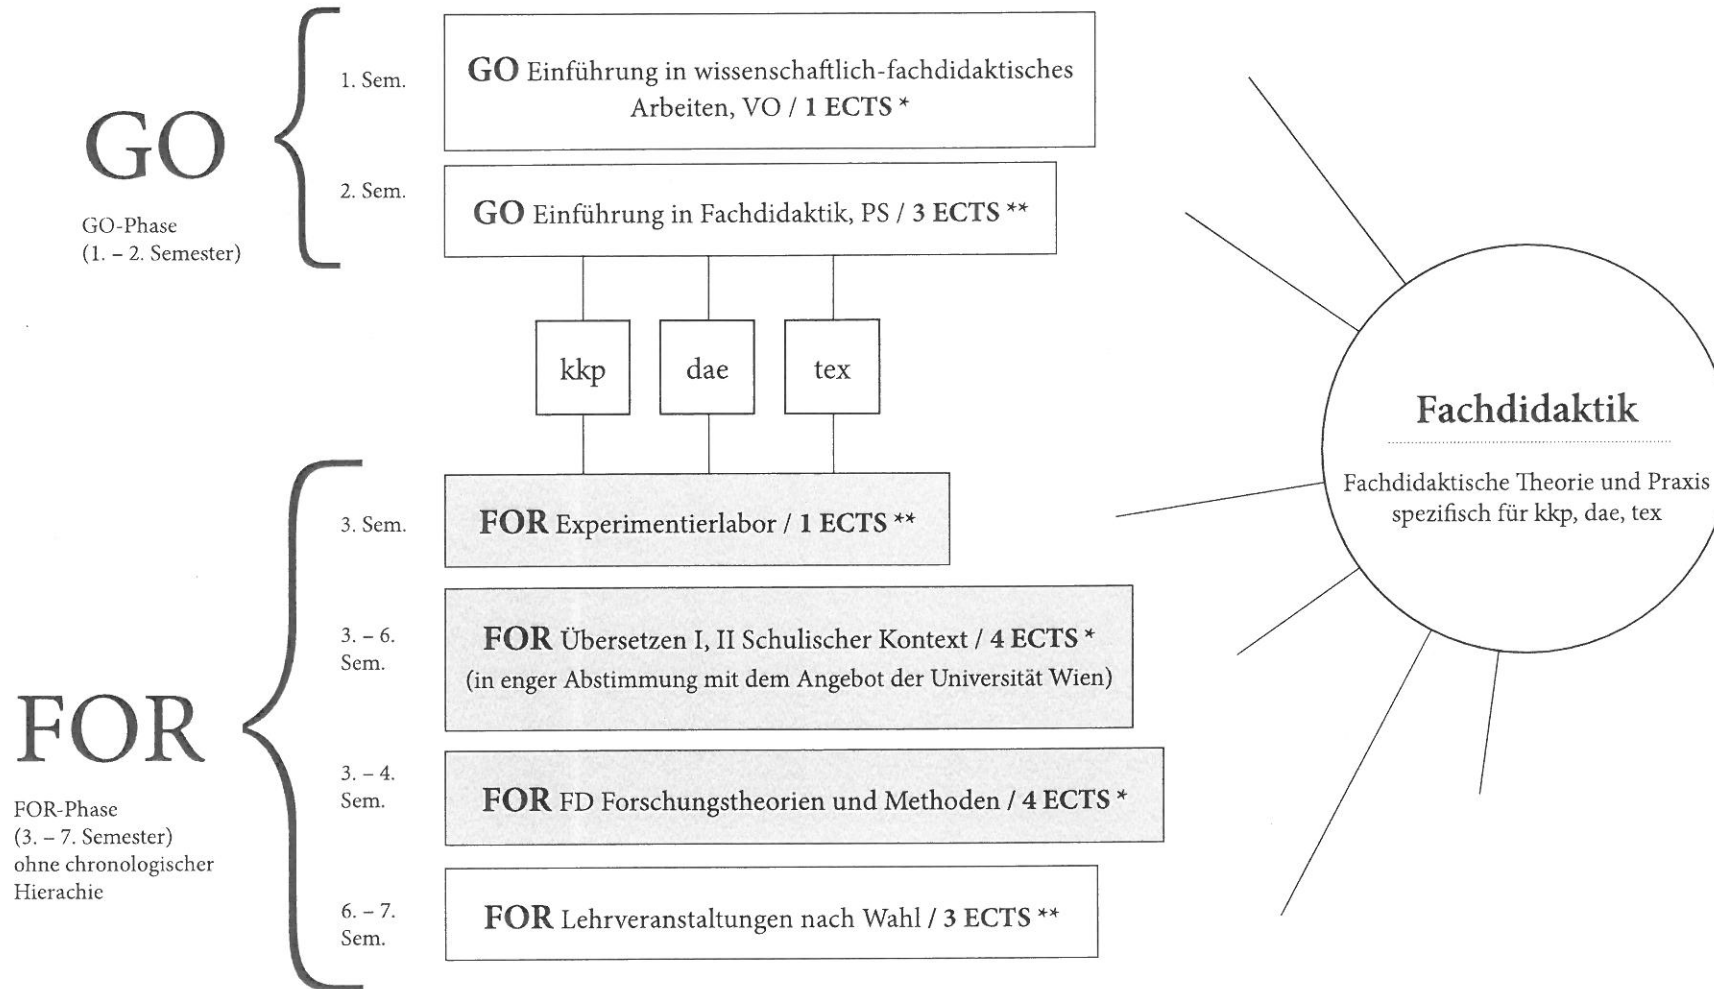 GO
GO-Phase
(1. – 2. Semester)
1. Sem.
GO Einführung in wissenschaftlich-fachdidaktisches
Arbeiten, VO / 1 ECTS *
2. Sem.
GO Einführung in Fachdidaktik, PS / 3 ECTS **
kkp
dae
tex
FOR
FOR-Phase
(3. – 7. Semester)
ohne chronologischer
Hierachie
3. Sem.
FOR Experimentierlabor / 1 ECTS **
3. – 6.
Sem.
FOR Übersetzen I, II Schulischer Kontext / 4 ECTS *
(in enger Abstimmung mit dem Angebot der Universität Wien)
3. – 4.
Sem.
FOR FD Forschungstheorien und Methoden / 4 ECTS *
6. – 7.
Sem.
FOR Lehrveranstaltungen nach Wahl / 3 ECTS **
Fachdidaktik
Fachdidaktische Theorie und Praxis
spezifisch für kkp, dae, tex